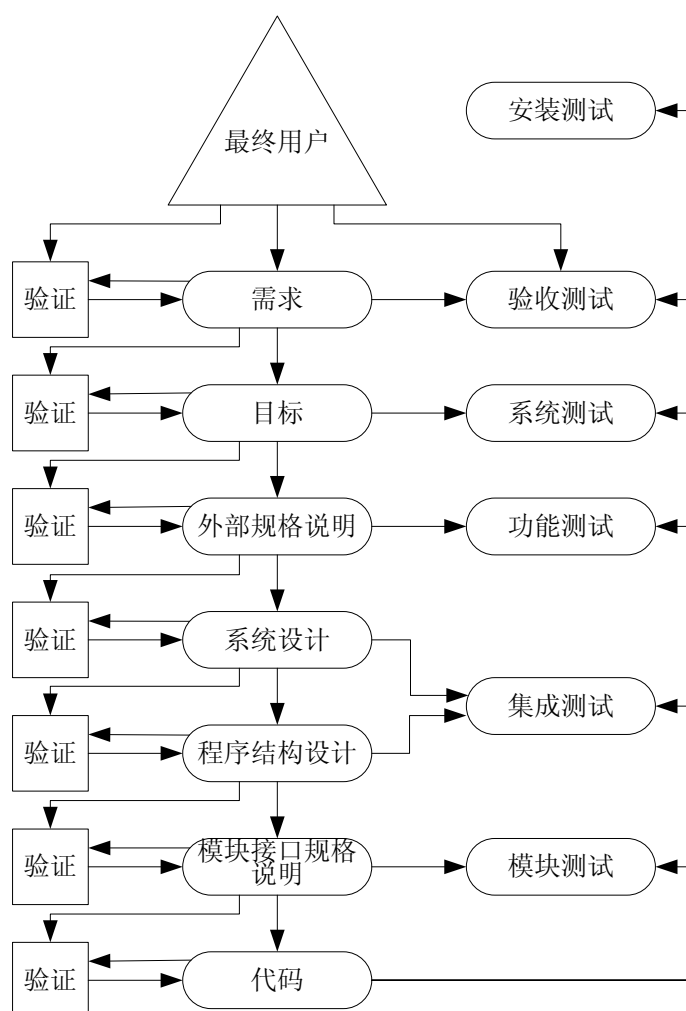 安装测试
最终用户
验证
需求
验收测试
验证
目标
系统测试
验证
外部规格说明
功能测试
验证
系统设计
集成测试
验证
程序结构设计
验证
模块接口规格
说明
模块测试
验证
代码